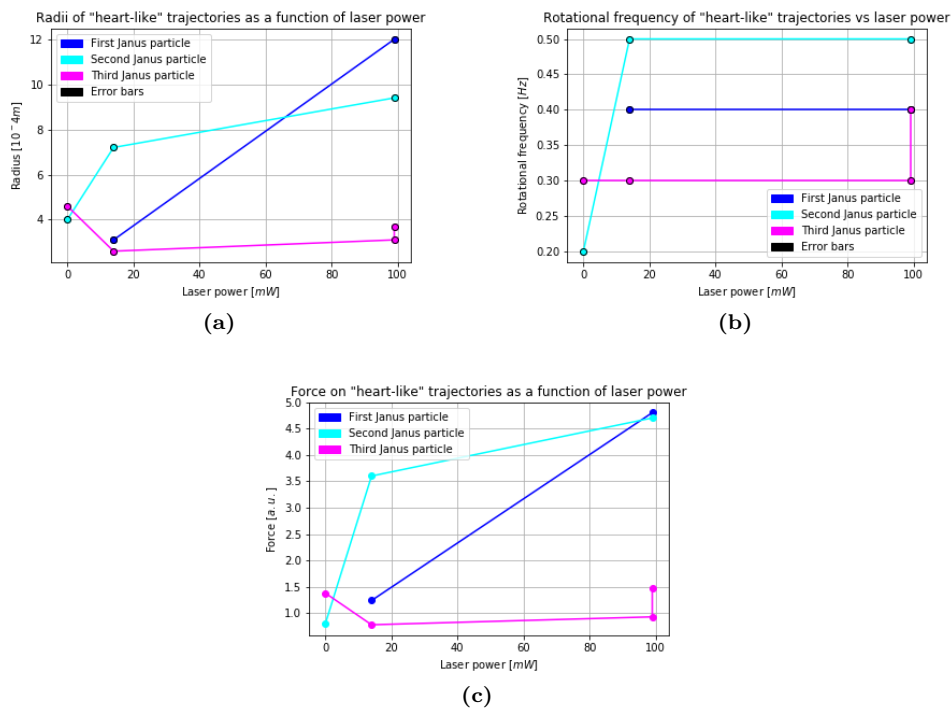 Radii of "heart-like" trajectories as a function of laser power
First Janus particle
Second Janus particle
Third Janus particle
Error bars
12
10
8
6
4
Radius [10^-4m]
0
20
40
60
80
100
Laser power [mW]
(a)
Rotational frequency of "heart-like" trajectories vs laser power
0.50
0.45
0.40
0.35
0.30
0.25
0.20
Rotational frequency [Hz]
First Janus particle
Second Janus particle
Third Janus particle
Error bars
0
20
40
60
80
100
Laser power [mW]
(b)
Force on "heart-like" trajectories as a function of laser power
First Janus particle
Second Janus particle
Third Janus particle
5.0
4.5
4.0
3.5
3.0
2.5
2.0
1.5
1.0
Force [a.u.]
0
20
40
60
80
100
Laser power [mW]
(c)